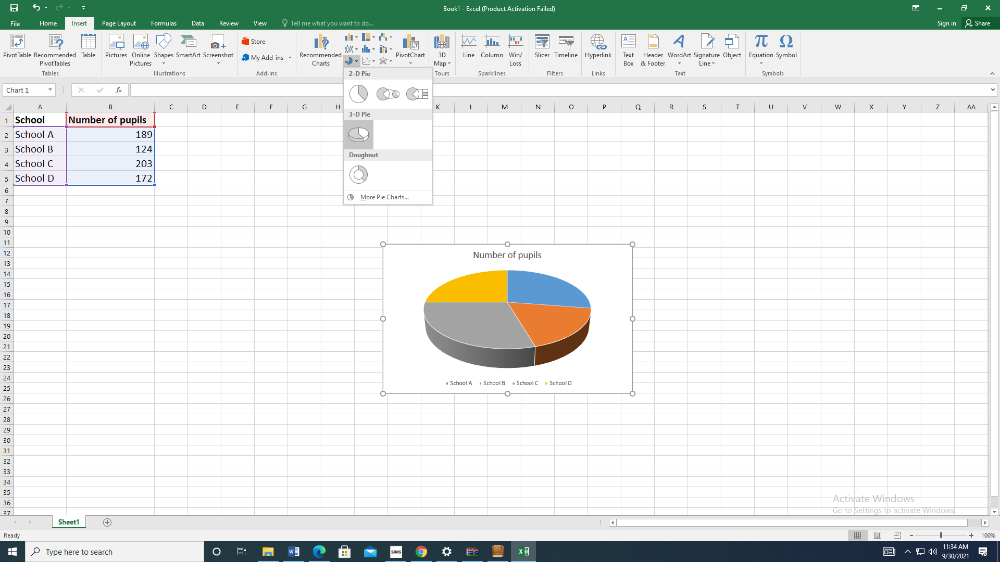 Book1 - Excel (Product Activation Failed)
File Home Insert Page Layout Formulas Data Review View Tell me what you want to do... Sign in Share
PivotTable Recommended PivotTables Table
Tables
Pictures Online Pictures Shapes SmartArt Screenshot
Illustrations
Store
My Add-ins
Add-ins
Recommended Charts
PivotChart
3D Map
Tours
Line Column Win/Loss
Sparklines
Slicer Timeline
Filters
Hyperlink
Links
Text Box Header & Footer WordArt Signature Line Object
Text
Equation Symbol
Symbols
Chart 1 fx
2-D Pie
3-D Pie
Doughnut
More Pie Charts...
A B C D E F G H K L M N O P Q R S T U V W X Y Z AA
1 School Number of pupils
2 School A 189
3 School B 124
4 School C 203
5 School D 172
6
7
8
9
10
11
12
13
14
15
16
17
18
19
20
21
22
23
24
25
26
27
28
29
30
31
32
33
34
35
36
37
Number of pupils
School A School B School C School D
Activate Windows
Go to Settings to activate Windows.
Sheet1
Ready 100%
Type here to search
SIMS
11:34 AM
9/30/2021